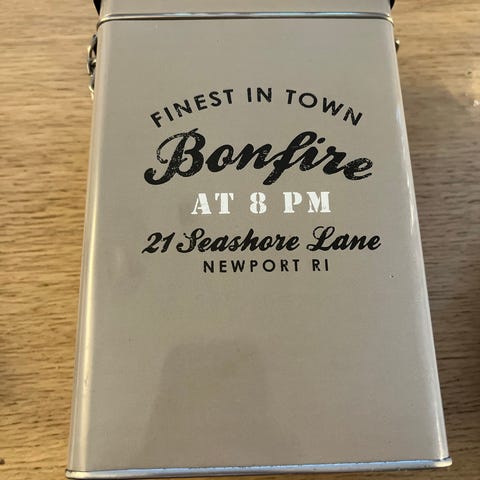 FINEST IN TOWN
Bonfire
AT 8 PM
21 Seashore Lane
NEWPORT RI